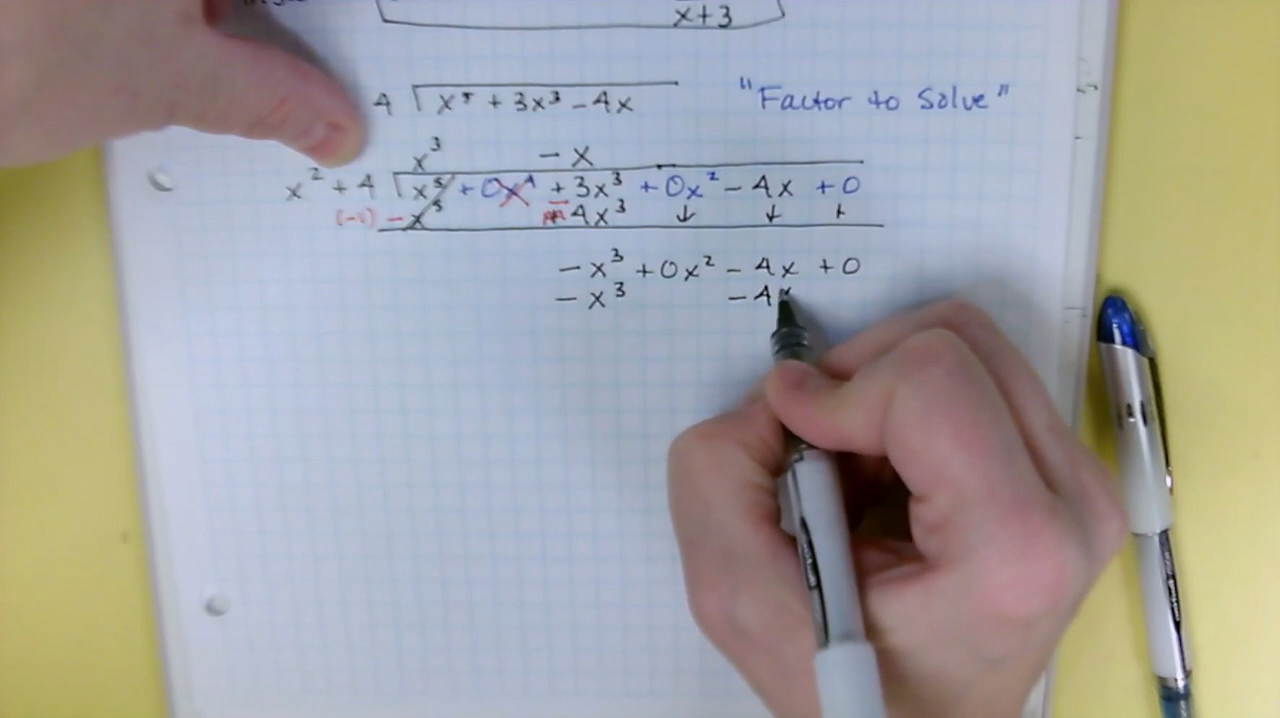 x+3
4 x⁵ + 3x³ - 4x "Factor to Solve"
x³ - x
x² + 4 x⁵ + 0x⁴ + 3x³ + 0x² - 4x + 0
(-1) - x⁵ 4x³ ↓ ↓ ↓
- x³ + 0x² - 4x + 0
- x³ - 4x